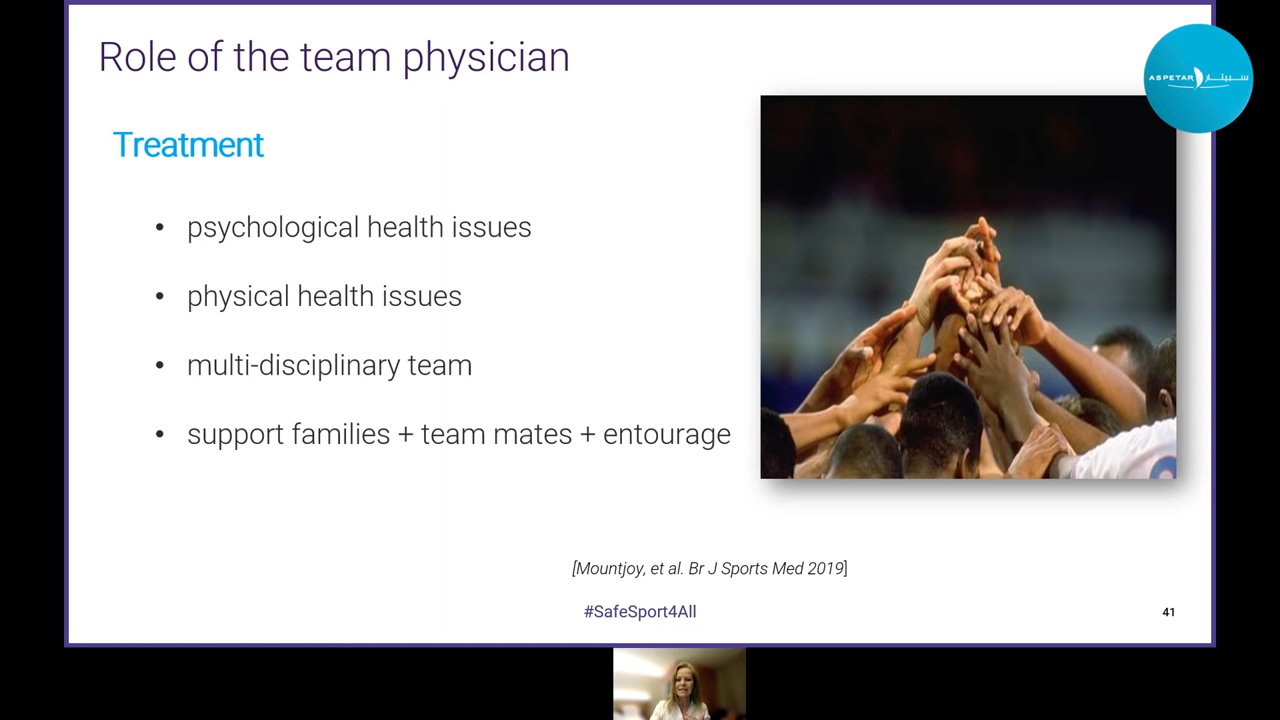 Role of the team physician
ASPETAR سبيتار
Treatment
• psychological health issues
• physical health issues
• multi-disciplinary team
• support families + team mates + entourage
[Mountjoy, et al. Br J Sports Med 2019]
#SafeSport4All
41